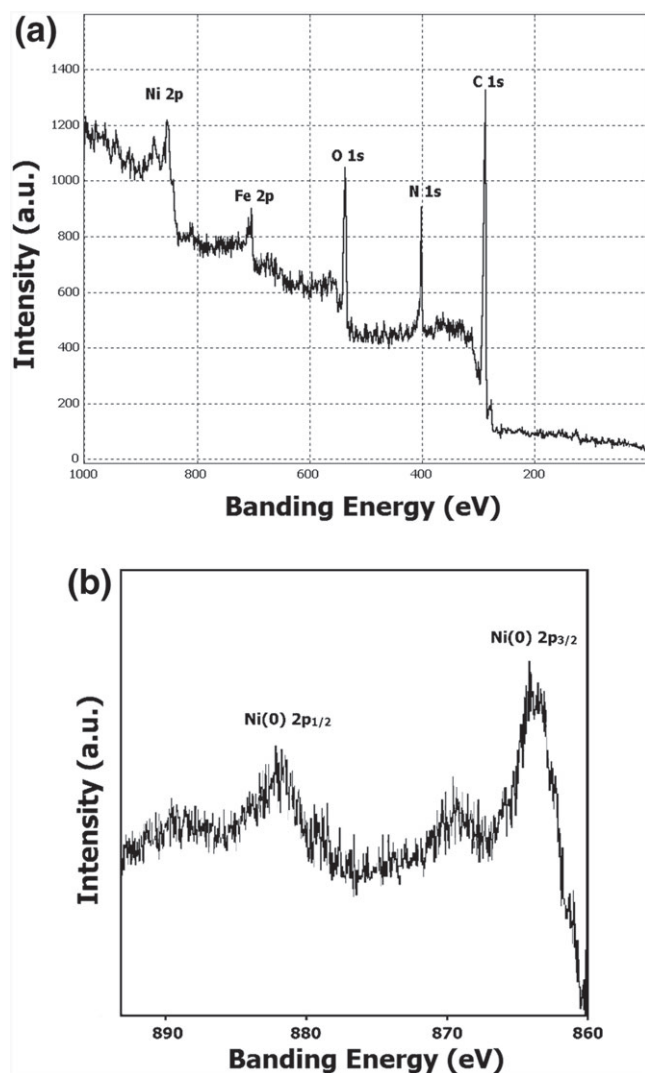 (a)
Intensity (a.u.)
1400
1200
1000
800
600
400
200
0
Ni 2p
Fe 2p
O 1s
N 1s
C 1s
1000 800 600 400 200
Banding Energy (eV)
(b)
Intensity (a.u.)
Ni(0) 2p1/2
Ni(0) 2p3/2
890 880 870 860
Banding Energy (eV)